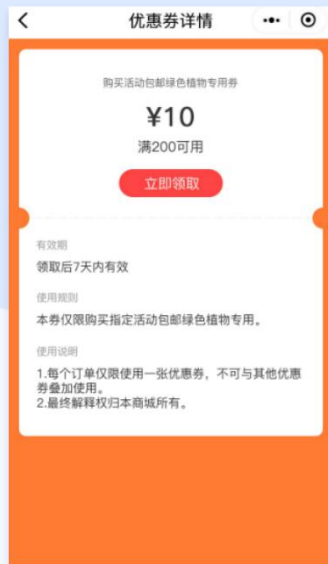 优惠券详情
购买活动包邮绿色植物专用券
¥10
满200可用
立即领取
有效期
领取后7天内有效
使用规则
本券仅限购买指定活动包邮绿色植物专用。
使用说明
1.每个订单仅限使用一张优惠券，不可与其他优惠
券叠加使用。
2.最终解释权归本商城所有。